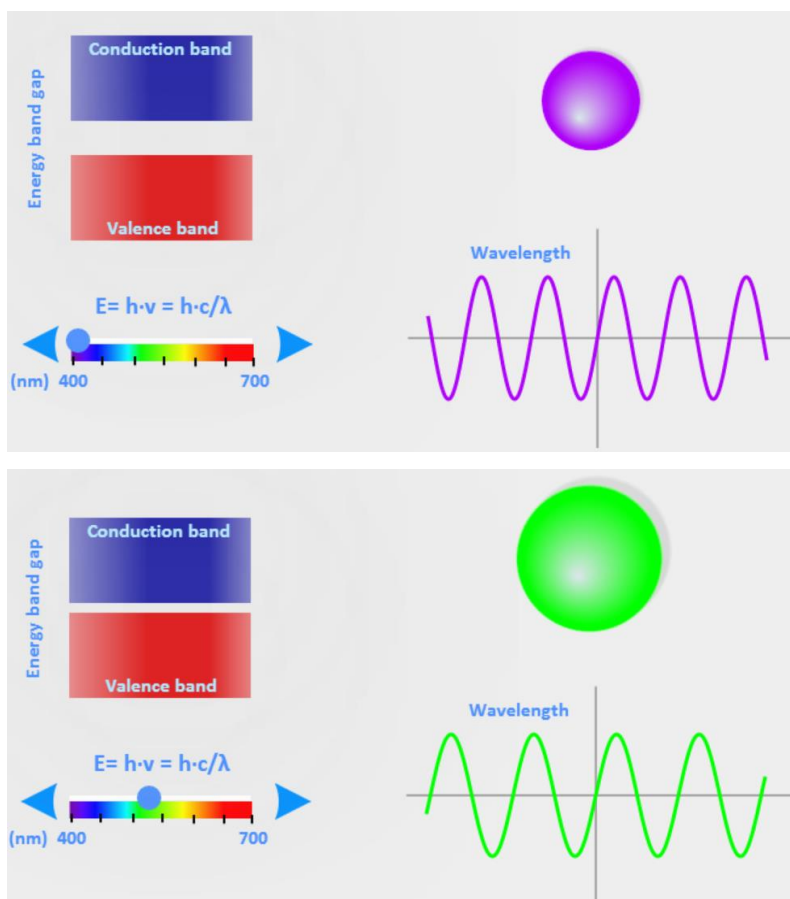 Conduction band
Energy band gap
Valence band
Wavelength
E= h·v = h·c/λ
(nm) 400 700
Conduction band
Energy band gap
Valence band
Wavelength
E= h·v = h·c/λ
(nm) 400 700